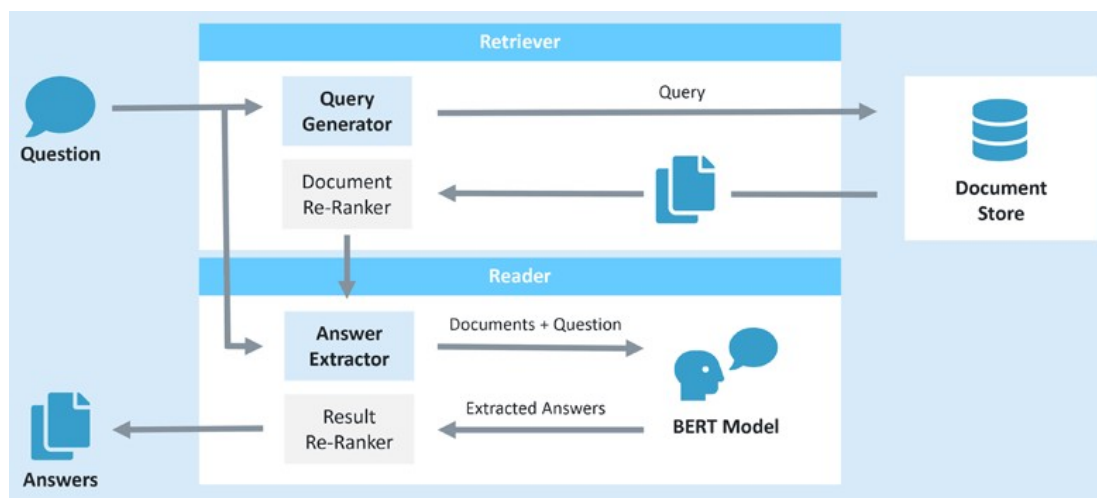 Retriever
Question
Query
Generator
Query
Document
Store
Document
Re-Ranker
Reader
Answer
Extractor
Documents + Question
BERT Model
Extracted Answers
Result
Re-Ranker
Answers